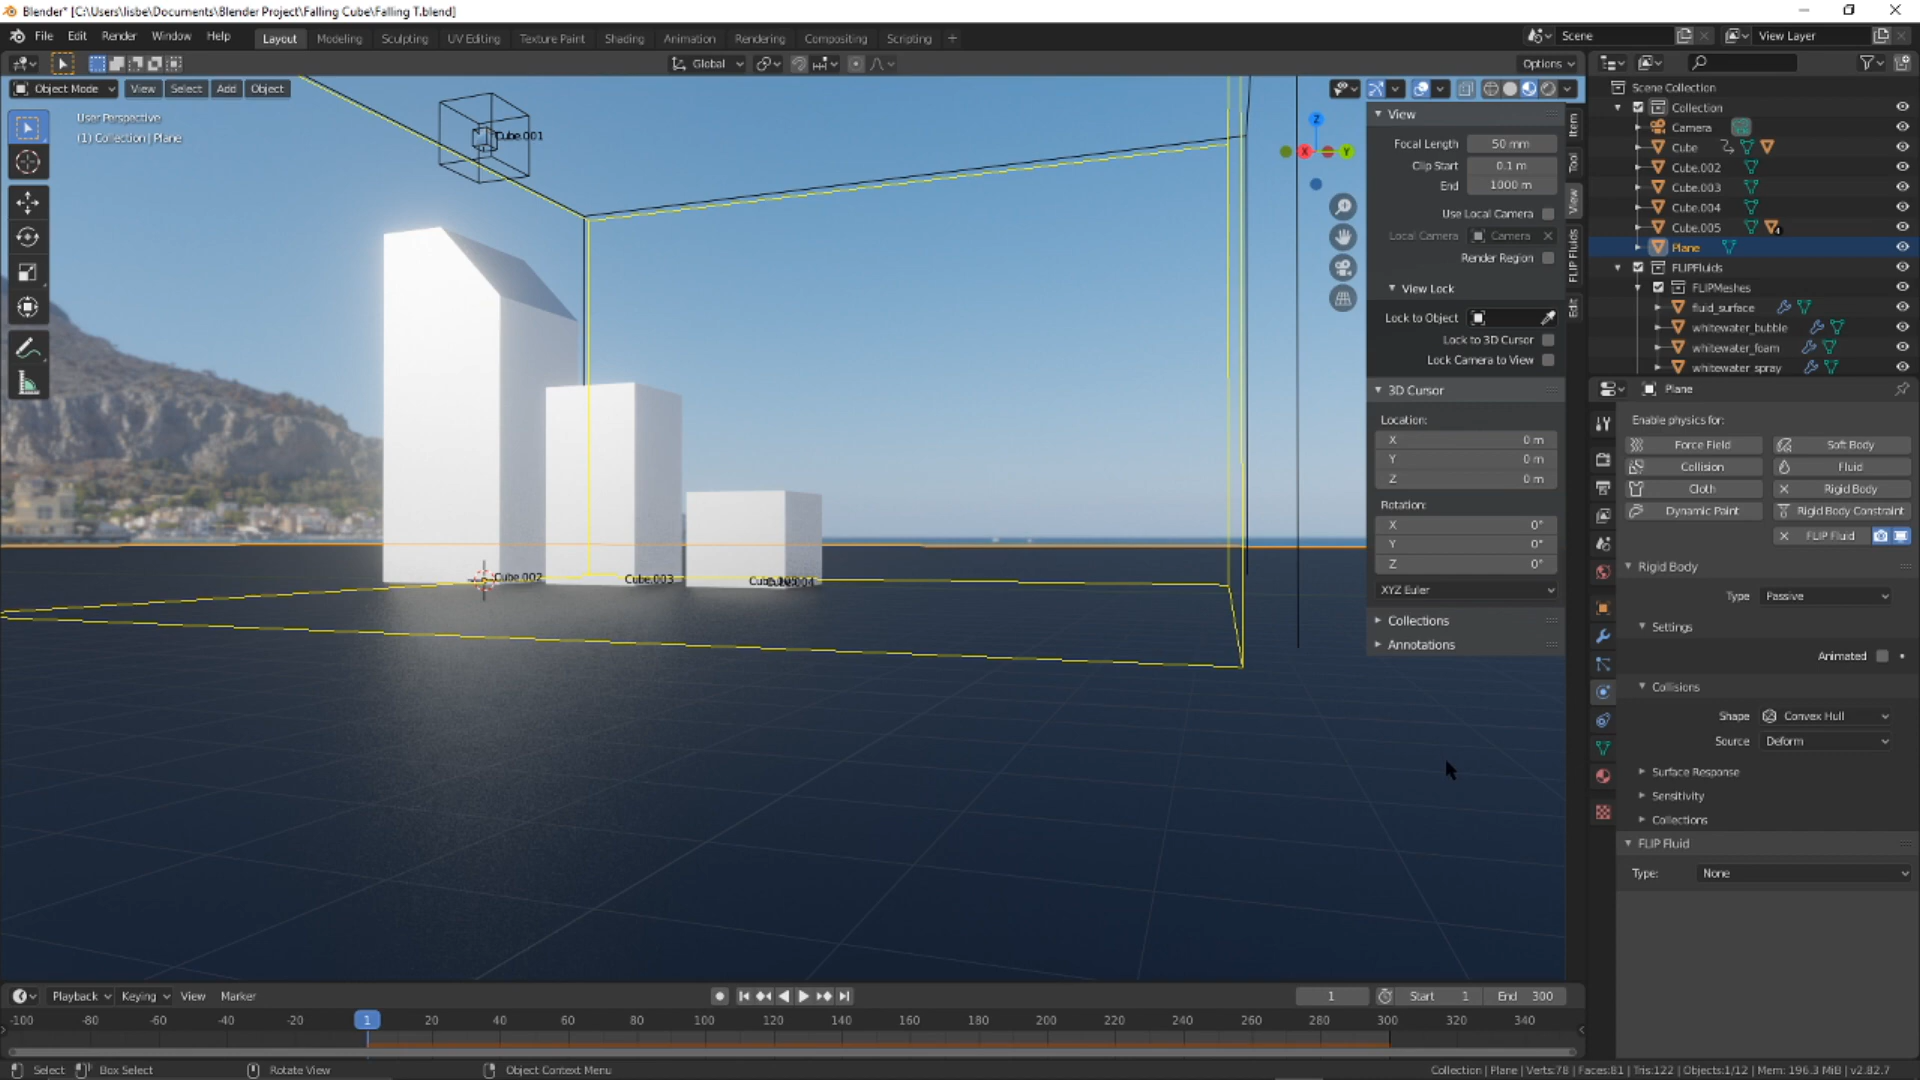 Blender* [C:\Users\lisbe\Documents\Blender Project\Falling Cube\Falling T.blend]
File Edit Render Window Help
Layout Modeling Sculpting UV Editing Texture Paint Shading Animation Rendering Compositing Scripting +
Scene
View Layer
Global
Options
Object Mode View Select Add Object
User Perspective
(1) Collection | Plane
Cube.001
Cube.002
Cube.003
Z
X
Y
View
Focal Length 50 mm
Clip Start 0.1 m
End 1000 m
Use Local Camera
Local Camera Camera
Render Region
View Lock
Lock to Object
Lock to 3D Cursor
Lock Camera to View
3D Cursor
Location:
X 0 m
Y 0 m
Z 0 m
Rotation:
X 0°
Y 0°
Z 0°
XYZ Euler
Collections
Annotations
Item
Tool
View
FLIP Fluids
Edit
Scene Collection
Collection
Camera
Cube
Cube.002
Cube.003
Cube.004
Cube.005
Plane
FLIPFluids
FLIPMeshes
fluid_surface
whitewater_bubble
whitewater_foam
whitewater_spray
Plane
Enable physics for:
Force Field Soft Body
Collision Fluid
Cloth Rigid Body
Dynamic Paint Rigid Body Constraint
FLIP Fluid
Rigid Body
Type Passive
Settings
Animated
Collisions
Shape Convex Hull
Source Deform
Surface Response
Sensitivity
Collections
FLIP Fluid
Type: None
Playback Keying View Marker
1 Start 1 End 300
-100 -80 -60 -40 -20 1 20 40 60 80 100 120 140 160 180 200 220 240 260 280 300 320 340
Select Box Select Rotate View Object Context Menu
Collection | Plane | Verts:78 | Faces:81 | Tris:122 | Objects:1/12 | Mem: 196.3 MiB | v2.82.7